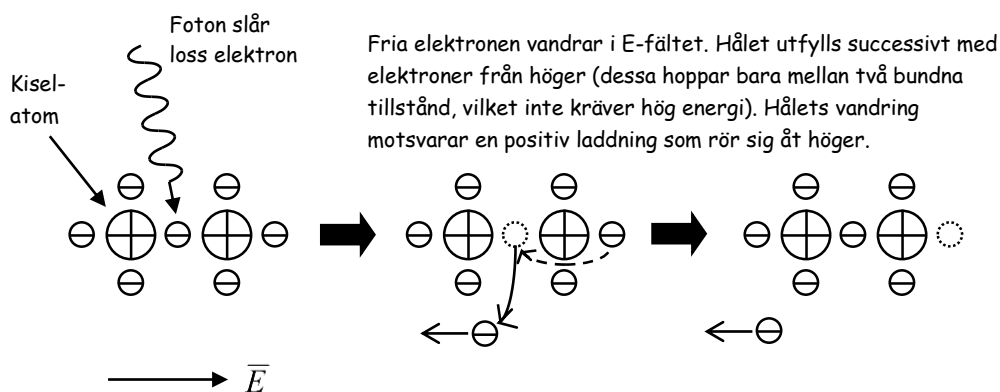 Foton slår
loss elektron
Kisel-
atom
Fria elektronen vandrar i E-fältet. Hålet utfylls successivt med
elektroner från höger (dessa hoppar bara mellan två bundna
tillstånd, vilket inte kräver hög energi). Hålets vandring
motsvarar en positiv laddning som rör sig åt höger.
E̅